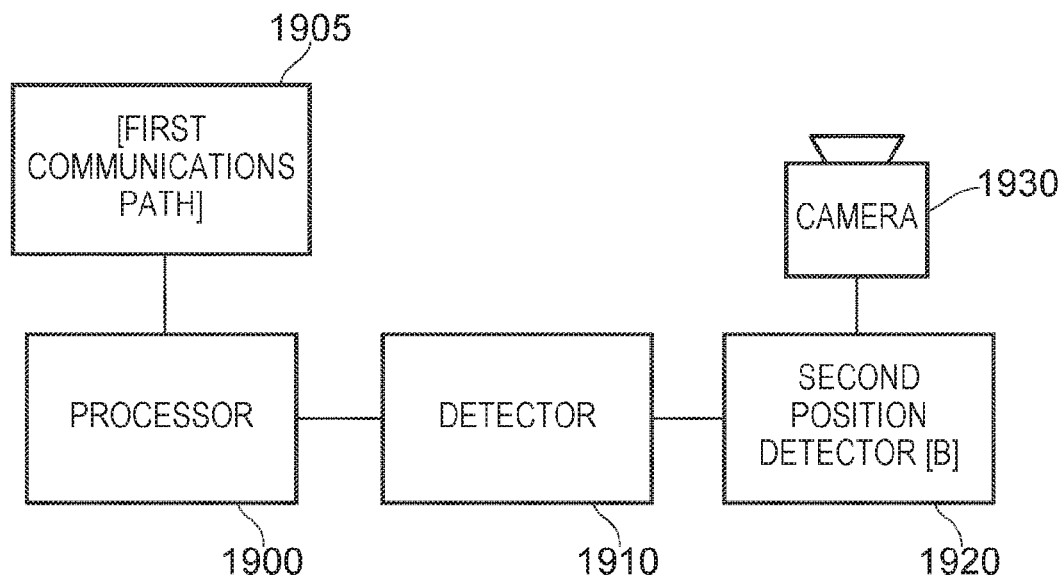 1905
[FIRST
COMMUNICATIONS
PATH]
CAMERA
1930
PROCESSOR
DETECTOR
SECOND
POSITION
DETECTOR [B]
1900
1910
1920